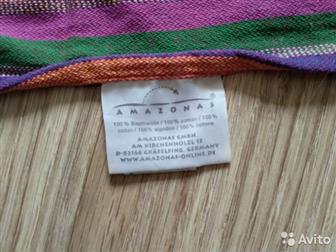 AMAZONAS
100% Baumwolle / 100% cotton / 100%
coton / 100% algodon / 100% cotone
AMAZONAS GMBH
AM KIRCHENHÖLZL 15
D-82166 GRÄFELFING, GERMANY
WWW.AMAZONAS-ONLINE.DE
Avito